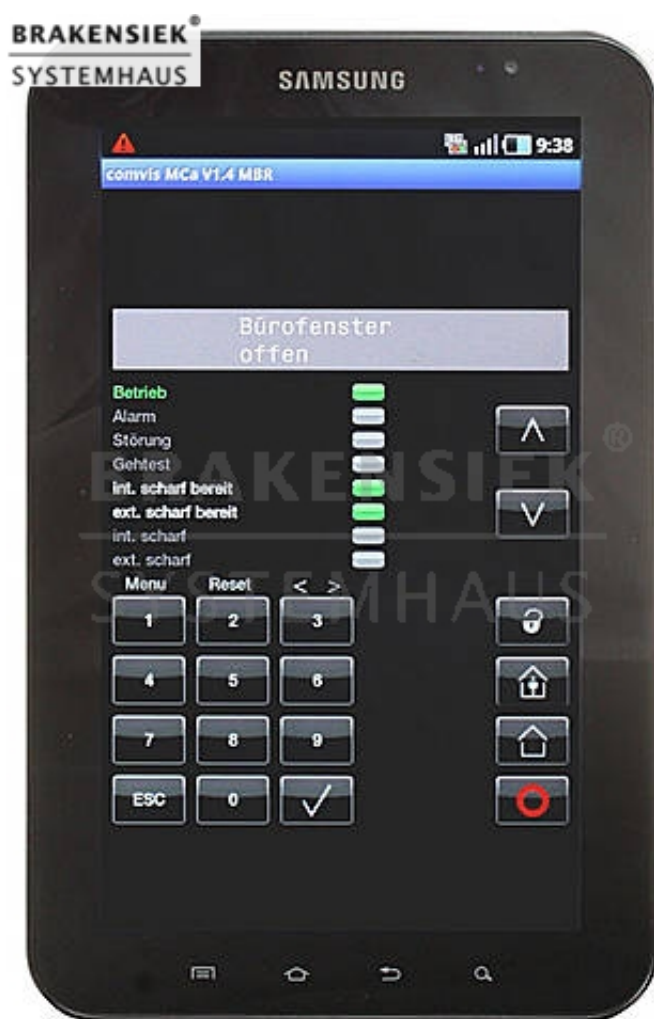 BRAKENSIEK®
SYSTEMHAUS
SAMSUNG
3G 9:38
comvis MCa V1.4 MBR
Bürofenster
offen
Betrieb
Alarm
Störung
Gehtest
int. scharf bereit
ext. scharf bereit
int. scharf
ext. scharf
BRAKENSIEK®
SYSTEMHAUS
Menu Reset < >
1 2 3
4 5 6
7 8 9
ESC 0